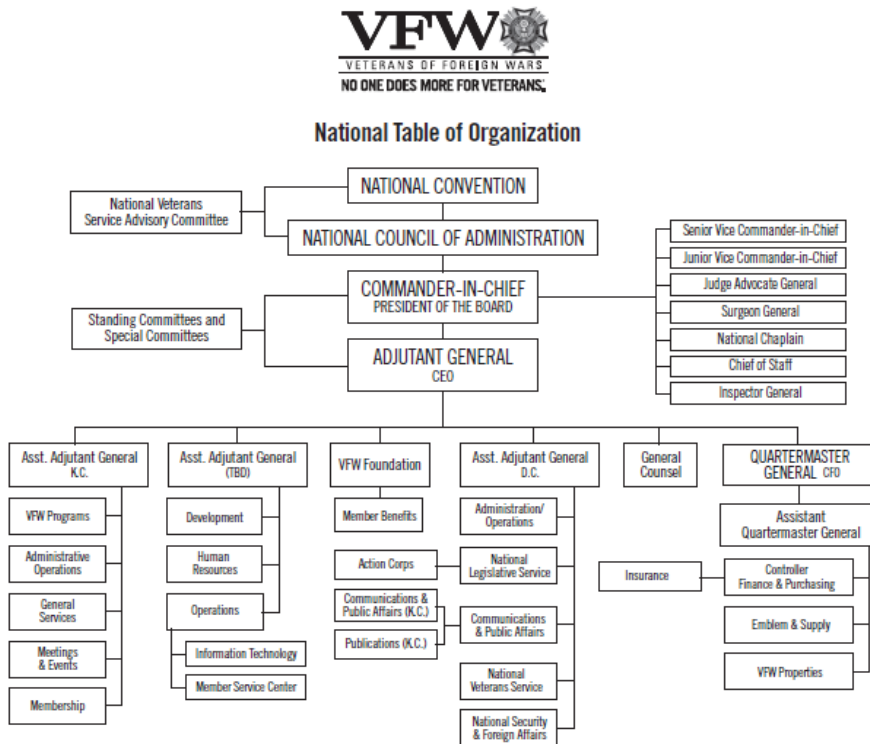 VFW
VETERANS OF FOREIGN WARS
NO ONE DOES MORE FOR VETERANS.
National Table of Organization
NATIONAL CONVENTION
National Veterans
Service Advisory Committee
NATIONAL COUNCIL OF ADMINISTRATION
Senior Vice Commander-in-Chief
Junior Vice Commander-in-Chief
Judge Advocate General
Surgeon General
National Chaplain
Chief of Staff
Inspector General
COMMANDER-IN-CHIEF
PRESIDENT OF THE BOARD
Standing Committees and
Special Committees
ADJUTANT GENERAL
CEO
Asst. Adjutant General
K.C.
VFW Programs
Administrative
Operations
General
Services
Meetings
& Events
Membership
Asst. Adjutant General
(TBD)
Development
Human
Resources
Operations
Information Technology
Member Service Center
VFW Foundation
Member Benefits
Action Corps
Communications &
Public Affairs (K.C.)
Publications (K.C.)
Asst. Adjutant General
D.C.
Administration/
Operations
National
Legislative Service
Communications
& Public Affairs
National
Veterans Service
National Security
& Foreign Affairs
General
Counsel
QUARTERMASTER
GENERAL CFO
Assistant
Quartermaster General
Insurance
Controller
Finance & Purchasing
Emblem & Supply
VFW Properties